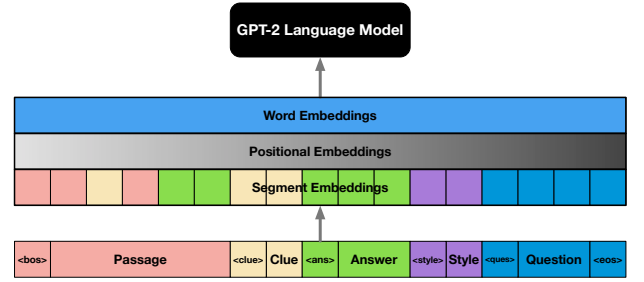 GPT-2 Language Model
Word Embeddings
Positional Embeddings
Segment Embeddings
<bos> Passage <clue> Clue <ans> Answer <style> Style <ques> Question <eos>